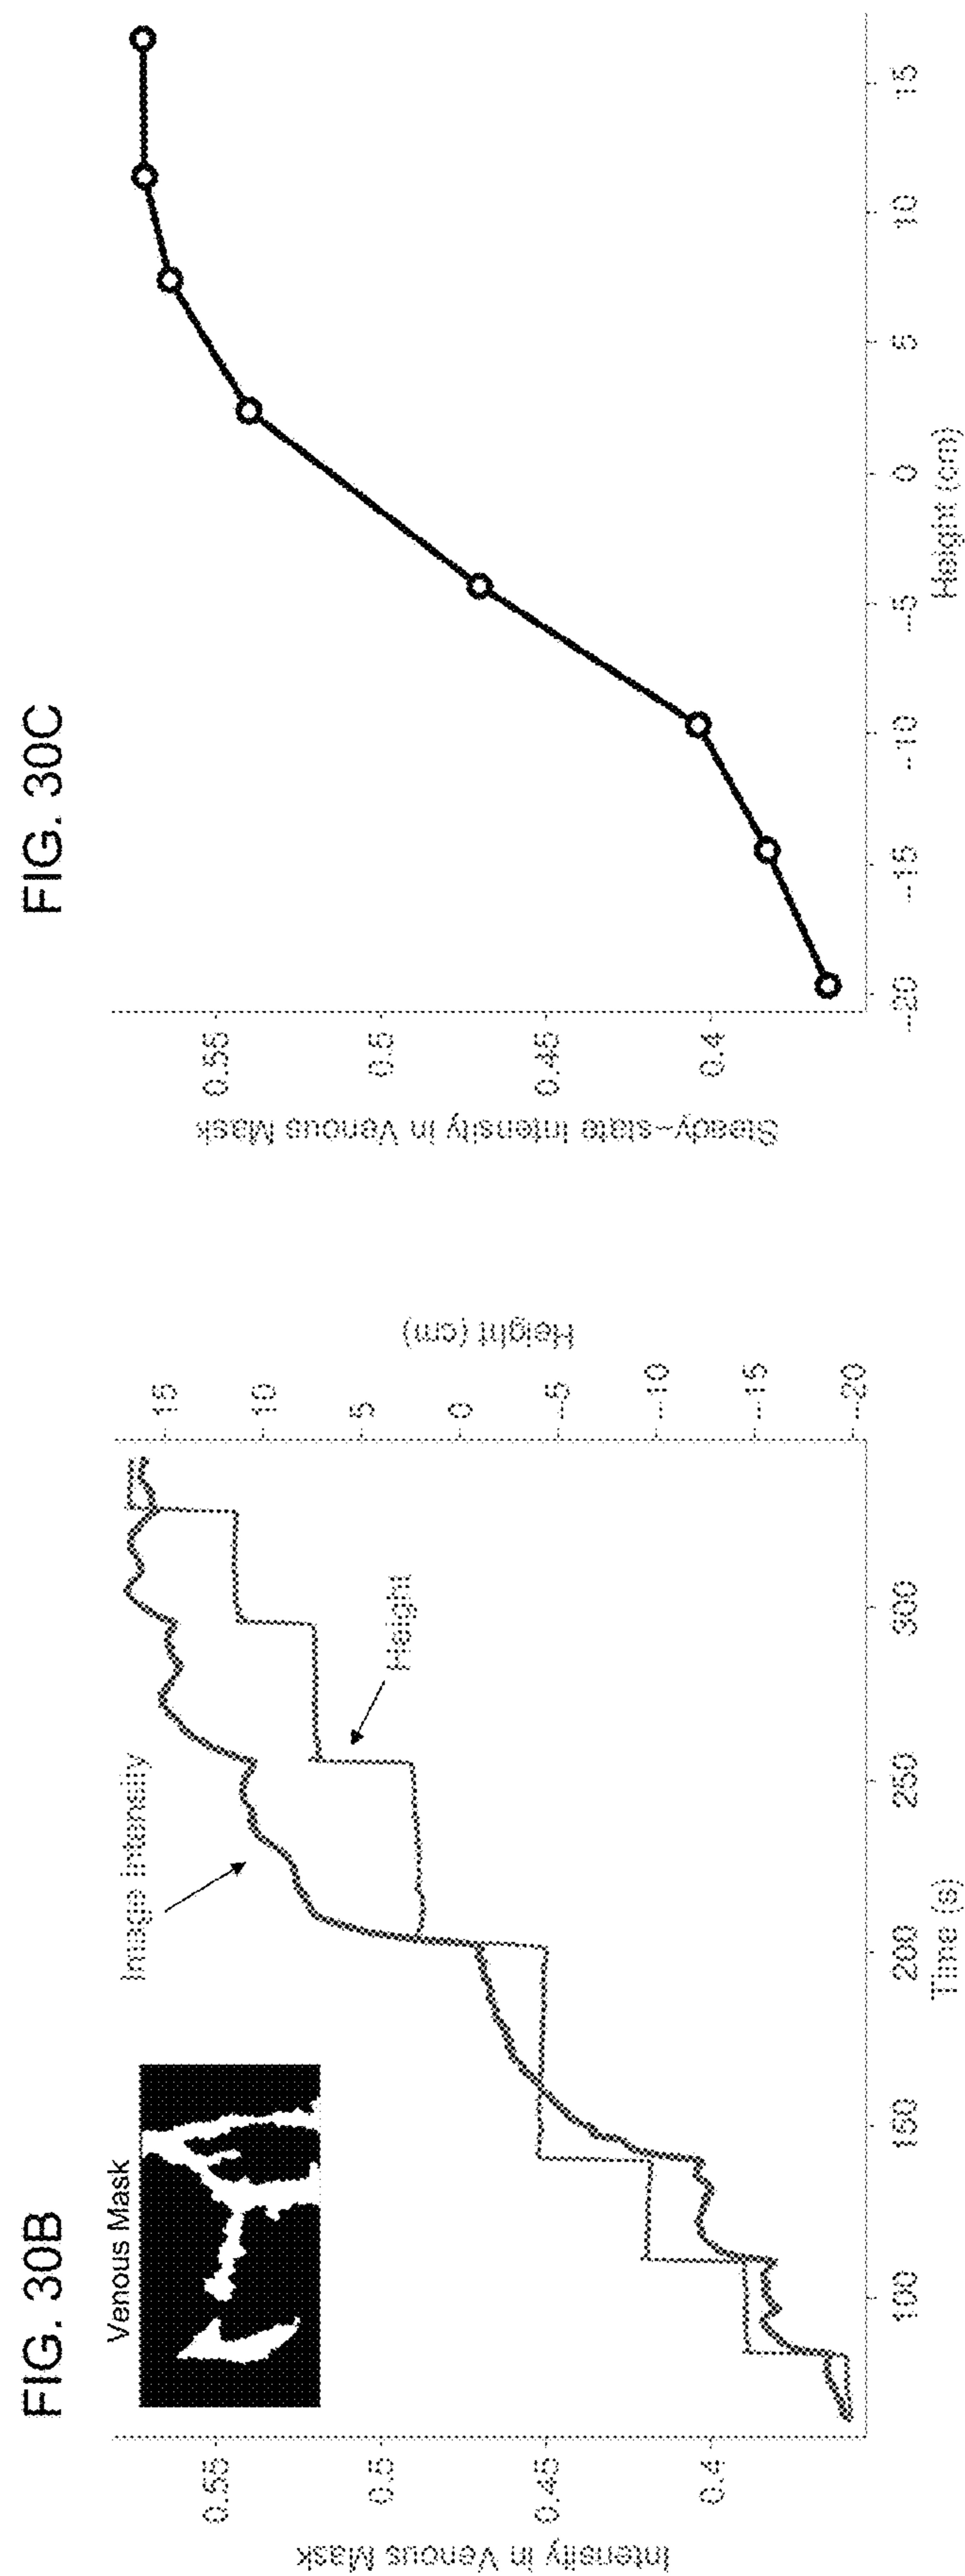 FIG. 30B
Venous Mask
Image Intensity
Height
Intensity in Venous Mask
0.55
0.5
0.45
0.4
100
150
200
250
300
Time (s)
15
10
5
0
-5
-10
-15
-20
Height (cm)
FIG. 30C
Steady-state Intensity in Venous Mask
0.55
0.5
0.45
0.4
-20
-15
-10
-5
0
5
10
15
Height (cm)